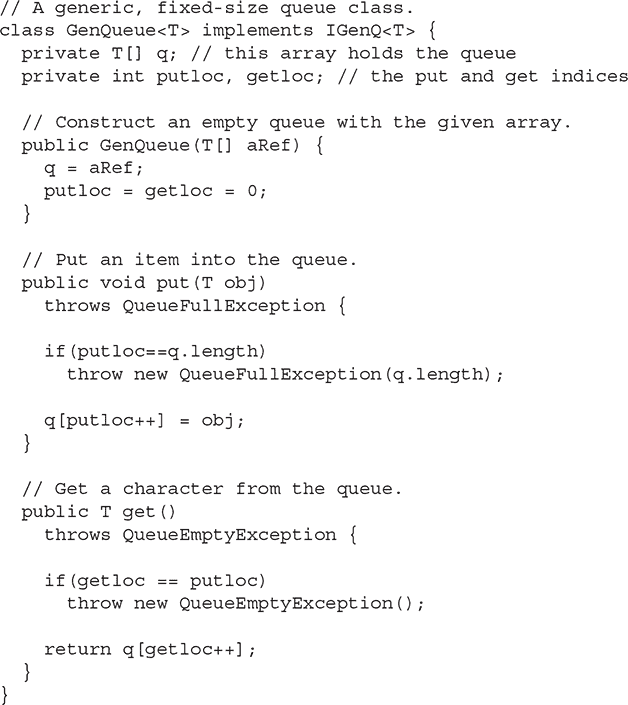 // A generic, fixed-size queue class.
class GenQueue<T> implements IGenQ<T> {
  private T[] q; // this array holds the queue
  private int putloc, getloc; // the put and get indices

  // Construct an empty queue with the given array.
  public GenQueue(T[] aRef) {
    q = aRef;
    putloc = getloc = 0;
  }

  // Put an item into the queue.
  public void put(T obj)
    throws QueueFullException {

    if(putloc==q.length)
      throw new QueueFullException(q.length);

    q[putloc++] = obj;
  }

  // Get a character from the queue.
  public T get()
    throws QueueEmptyException {

    if(getloc == putloc)
      throw new QueueEmptyException();

    return q[getloc++];
  }
}